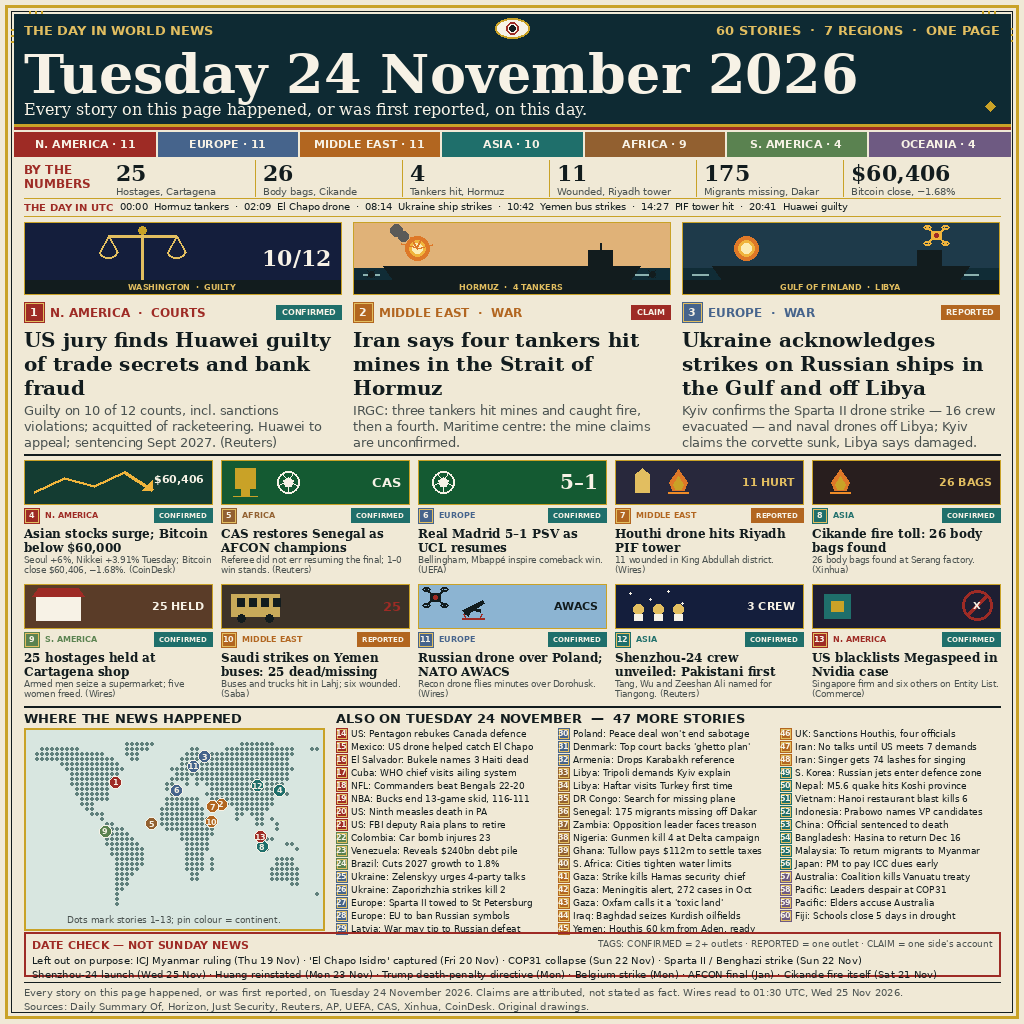 THE DAY IN WORLD NEWS
60 STORIES · 7 REGIONS · ONE PAGE
Tuesday 24 November 2026
Every story on this page happened, or was first reported, on this day.
N. AMERICA · 11
EUROPE · 11
MIDDLE EAST · 11
ASIA · 10
AFRICA · 9
S. AMERICA · 4
OCEANIA · 4
BY THE
NUMBERS
25
Hostages, Cartagena
26
Body bags, Cikande
4
Tankers hit, Hormuz
11
Wounded, Riyadh tower
175
Migrants missing, Dakar
$60,406
Bitcoin close, −1.68%
THE DAY IN UTC 00:00 Hormuz tankers · 02:09 El Chapo drone · 08:14 Ukraine ship strikes · 10:42 Yemen bus strikes · 14:27 PIF tower hit · 20:41 Huawei guilty
10/12
WASHINGTON · GUILTY
HORMUZ · 4 TANKERS
GULF OF FINLAND · LIBYA
1 N. AMERICA · COURTS CONFIRMED
US jury finds Huawei guilty
of trade secrets and bank
fraud
Guilty on 10 of 12 counts, incl. sanctions
violations; acquitted of racketeering. Huawei to
appeal; sentencing Sept 2027. (Reuters)
2 MIDDLE EAST · WAR CLAIM
Iran says four tankers hit
mines in the Strait of
Hormuz
IRGC: three tankers hit mines and caught fire,
then a fourth. Maritime centre: the mine claims
are unconfirmed.
3 EUROPE · WAR REPORTED
Ukraine acknowledges
strikes on Russian ships in
the Gulf and off Libya
Kyiv confirms the Sparta II drone strike — 16 crew
evacuated — and naval drones off Libya; Kyiv
claims the corvette sunk, Libya says damaged.
$60,406
4 N. AMERICA CONFIRMED
Asian stocks surge; Bitcoin
below $60,000
Seoul +6%, Nikkei +3.91% Tuesday; Bitcoin
close $60,406, −1.68%. (CoinDesk)
CAS
5 AFRICA CONFIRMED
CAS restores Senegal as
AFCON champions
Referee did not err resuming the final; 1–0
win stands. (Reuters)
5–1
6 EUROPE CONFIRMED
Real Madrid 5–1 PSV as
UCL resumes
Bellingham, Mbappé inspire comeback win.
(UEFA)
11 HURT
7 MIDDLE EAST REPORTED
Houthi drone hits Riyadh
PIF tower
11 wounded in King Abdullah district.
(Wires)
26 BAGS
8 ASIA CONFIRMED
Cikande fire toll: 26 body
bags found
26 body bags found at Serang factory.
(Xinhua)
25 HELD
9 S. AMERICA CONFIRMED
25 hostages held at
Cartagena shop
Armed men seize a supermarket; five
women freed. (Wires)
25
10 MIDDLE EAST REPORTED
Saudi strikes on Yemen
buses: 25 dead/missing
Buses and trucks hit in Lahj; six wounded.
(Saba)
AWACS
11 EUROPE CONFIRMED
Russian drone over Poland;
NATO AWACS
Recon drone flies minutes over Dorohusk.
(Wires)
3 CREW
12 ASIA CONFIRMED
Shenzhou-24 crew
unveiled: Pakistani first
Tang, Wu and Zeeshan Ali named for
Tiangong. (Reuters)
X
13 N. AMERICA CONFIRMED
US blacklists Megaspeed in
Nvidia case
Singapore firm and six others on Entity List.
(Commerce)
WHERE THE NEWS HAPPENED
1
3
11
6
12
4
7
2
10
5
9
13
8
Dots mark stories 1–13; pin colour = continent.
ALSO ON TUESDAY 24 NOVEMBER — 47 MORE STORIES
14 US: Pentagon rebukes Canada defence
15 Mexico: US drone helped catch El Chapo
16 El Salvador: Bukele names 3 Haiti dead
17 Cuba: WHO chief visits ailing system
18 NFL: Commanders beat Bengals 22-20
19 NBA: Bucks end 13-game skid, 116-111
20 US: Ninth measles death in PA
21 US: FBI deputy Raia plans to retire
22 Colombia: Car bomb injures 23
23 Venezuela: Reveals $240bn debt pile
24 Brazil: Cuts 2027 growth to 1.8%
25 Ukraine: Zelenskyy urges 4-party talks
26 Ukraine: Zaporizhzhia strikes kill 2
27 Europe: Sparta II towed to St Petersburg
28 Europe: EU to ban Russian symbols
29 Latvia: War may tip to Russian defeat
30 Poland: Peace deal won't end sabotage
31 Denmark: Top court backs 'ghetto plan'
32 Armenia: Drops Karabakh reference
33 Libya: Tripoli demands Kyiv explain
34 Libya: Haftar visits Turkey first time
35 DR Congo: Search for missing plane
36 Senegal: 175 migrants missing off Dakar
37 Zambia: Opposition leader faces treason
38 Nigeria: Gunmen kill 4 at Delta campaign
39 Ghana: Tullow pays $112m to settle taxes
40 S. Africa: Cities tighten water limits
41 Gaza: Strike kills Hamas security chief
42 Gaza: Meningitis alert, 272 cases in Oct
43 Gaza: Oxfam calls it a 'toxic land'
44 Iraq: Baghdad seizes Kurdish oilfields
45 Yemen: Houthis 60 km from Aden, ready
46 UK: Sanctions Houthis, four officials
47 Iran: No talks until US meets 7 demands
48 Iran: Singer gets 74 lashes for singing
49 S. Korea: Russian jets enter defence zone
50 Nepal: M5.6 quake hits Koshi province
51 Vietnam: Hanoi restaurant blast kills 6
52 Indonesia: Prabowo names VP candidates
53 China: Official sentenced to death
54 Bangladesh: Hasina to return Dec 16
55 Malaysia: To return migrants to Myanmar
56 Japan: PM to pay ICC dues early
57 Australia: Coalition kills Vanuatu treaty
58 Pacific: Leaders despair at COP31
59 Pacific: Elders accuse Australia
60 Fiji: Schools close 5 days in drought
DATE CHECK — NOT SUNDAY NEWS
TAGS: CONFIRMED = 2+ outlets · REPORTED = one outlet · CLAIM = one side's account
Left out on purpose: ICJ Myanmar ruling (Thu 19 Nov) · 'El Chapo Isidro' captured (Fri 20 Nov) · COP31 collapse (Sun 22 Nov) · Sparta II / Benghazi strike (Sun 22 Nov)
Shenzhou-24 launch (Wed 25 Nov) · Huang reinstated (Mon 23 Nov) · Trump death-penalty directive (Mon) · Belgium strike (Mon) · AFCON final (Jan) · Cikande fire itself (Sat 21 Nov)
Every story on this page happened, or was first reported, on Tuesday 24 November 2026. Claims are attributed, not stated as fact. Wires read to 01:30 UTC, Wed 25 Nov 2026.
Sources: Daily Summary Of, Horizon, Just Security, Reuters, AP, UEFA, CAS, Xinhua, CoinDesk. Original drawings.